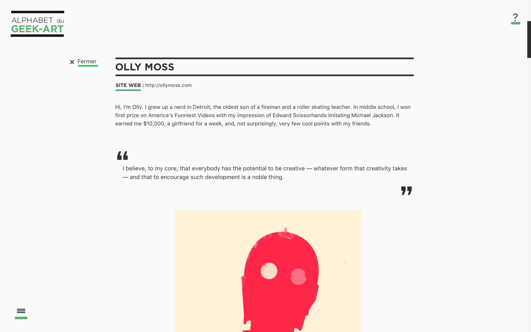 ALPHABET du
GEEK-ART
?
× Fermer
OLLY MOSS
SITE WEB : http://ollymoss.com
Hi, I'm Olly. I grew up a nerd in Detroit, the oldest son of a fireman and a roller skating teacher. In middle school, I won
first prize on America's Funniest Videos with my impression of Edward Scissorhands imitating Michael Jackson. It
earned me $10,000, a girlfriend for a week, and, not surprisingly, very few cool points with my friends.
“
I believe, to my core, that everybody has the potential to be creative — whatever form that creativity takes
— and that to encourage such development is a noble thing.
”